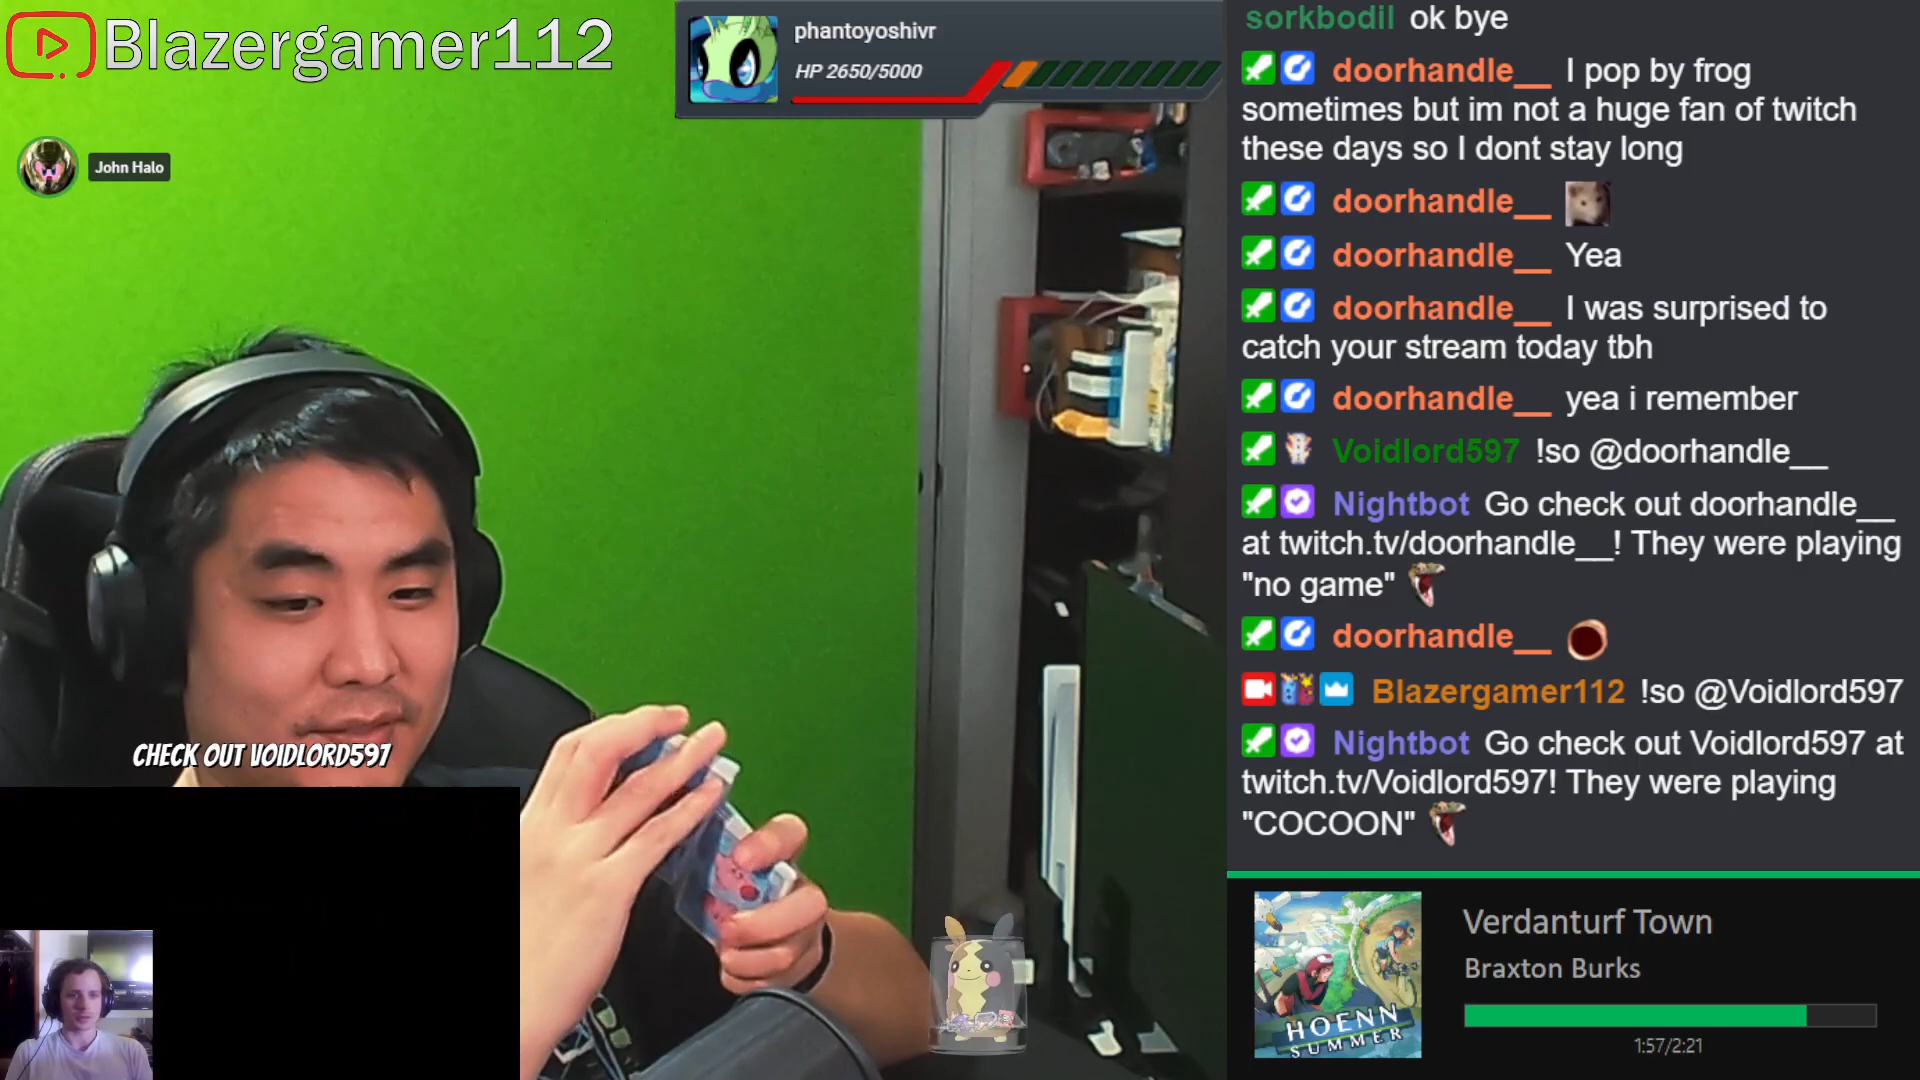 Blazergamer112
John Halo
phantoyoshivr
HP 2650/5000
CHECK OUT VOIDLORD597
sorkbodil ok bye
doorhandle__ I pop by frog
sometimes but im not a huge fan of twitch
these days so I dont stay long
doorhandle__
doorhandle__ Yea
doorhandle__ I was surprised to
catch your stream today tbh
doorhandle__ yea i remember
Voidlord597 !so @doorhandle__
Nightbot Go check out doorhandle__
at twitch.tv/doorhandle__! They were playing
"no game"
doorhandle__
Blazergamer112 !so @Voidlord597
Nightbot Go check out Voidlord597 at
twitch.tv/Voidlord597! They were playing
"COCOON"
HOENN
SUMMER
Verdanturf Town
Braxton Burks
1:57/2:21